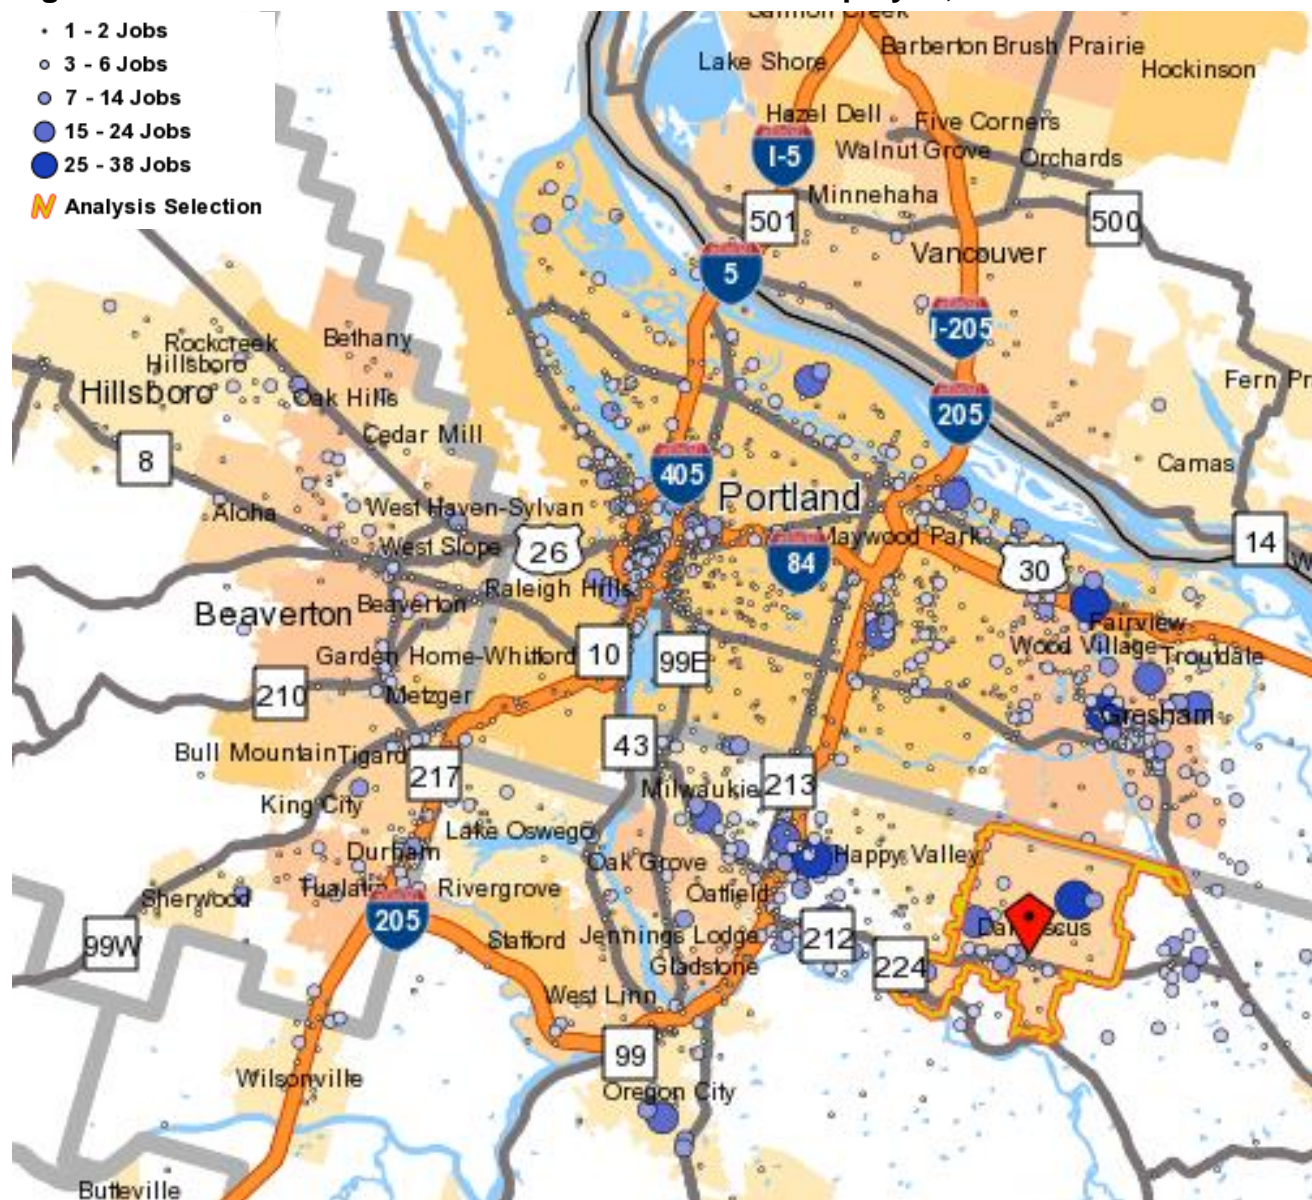 1 - 2 Jobs
3 - 6 Jobs
7 - 14 Jobs
15 - 24 Jobs
25 - 38 Jobs
Analysis Selection
Salmon Creek
Barberton Brush Prairie
Lake Shore
Hockinson
Hazel Dell
Five Corners
I-5
Walnut Grove
Orchards
Minnehaha
501
500
Vancouver
5
I-205
Rockcreek
Bethany
Hillsboro
Hillsboro
Oak Hills
Fern Pr
205
Cedar Mill
8
405
Camas
Portland
Aloha
West Haven-Sylvan
26
West Slope
Maywood Park
14
84
30
Raleigh Hills
Beaverton
Beaverton
Fairview
Garden Home-Whitford
10
99E
Wood Village
Troutdale
210
Metzger
Gresham
43
Bull Mountain
Tigard
217
213
Milwaukie
King City
Lake Oswego
Durham
Oak Grove
Happy Valley
Tualatin
Rivergrove
Oatfield
Sherwood
205
99W
Stafford
Jennings Lodge
212
Damascus
224
Gladstone
West Linn
99
Wilsonville
Oregon City
Butteville